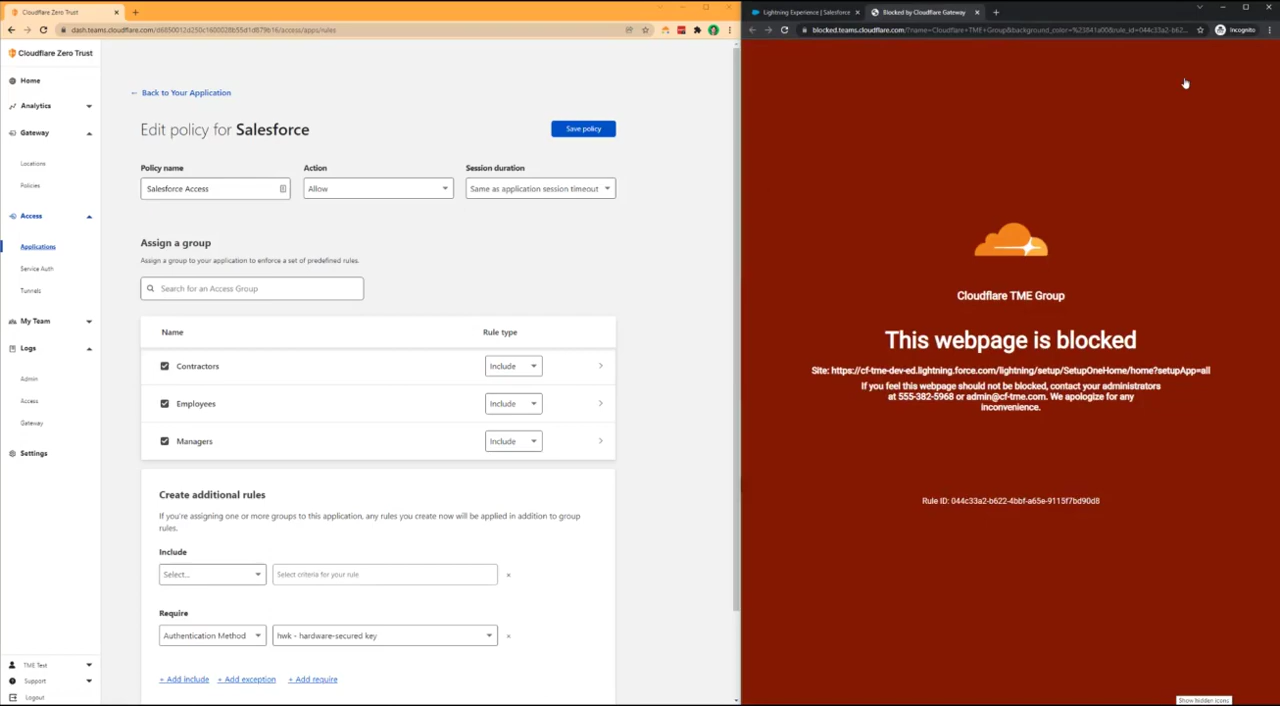 Cloudflare Zero Trust
Lightning Experience | Salesforce
Blocked by Cloudflare Gateway
dash.teams.cloudflare.com
/access/apps/rules
blocked.teams.cloudflare.com
Incognito
Cloudflare Zero Trust
Home
Analytics
Gateway
Locations
Policies
Access
Applications
Service Auth
Tunnels
My Team
Logs
Admin
Access
Gateway
Settings
TME Test
Support
Logout
← Back to Your Application
Edit policy for Salesforce
Save policy
Policy name
Action
Session duration
Salesforce Access
Allow
Same as application session timeout
Assign a group
Assign a group to your application to enforce a set of predefined rules.
Search for an Access Group
Name
Rule type
Contractors
Include
Employees
Include
Managers
Include
Create additional rules
If you're assigning one or more groups to this application, any rules you create now will be applied in addition to group
rules.
Include
Select...
Select criteria for your rule
×
Require
Authentication Method
hwk - hardware-secured key
×
+ Add include
+ Add exception
+ Add require
Cloudflare TME Group
This webpage is blocked
Site: https://cf-tme-dev-ed.lightning.force.com/lightning/setup/SetupOneHome/home?setupApp=all
If you feel this webpage should not be blocked, contact your administrators
at 555-382-5968 or admin@cf-tme.com. We apologize for any
inconvenience.
Rule ID: 044c33a2-b622-4bbf-a65e-9115f7bd90d8
Show hidden icons